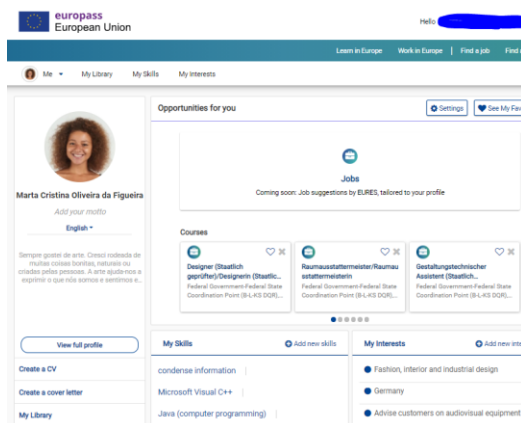 europass
European Union
Hello
Learn in Europe Work in Europe Find a job Find
Me My Library My Skills My Interests
Opportunities for you
Settings
See My Fav
Marta Cristina Oliveira da Figueira
Add your motto
English
Sempre gostei de arte. Cresci rodeada de
muitas coisas bonitas, naturais ou
criadas pelas pessoas. A arte ajuda-nos a
exprimir o que nós somos e sentimos e...
View full profile
Create a CV
Create a cover letter
My Library
Jobs
Coming soon: Job suggestions by EURES, tailored to your profile
Courses
Designer (Staatlich
geprüfter)/Designerin (Staatlic...
Federal Government-Federal State
Coordination Point (B-L-KS DQR),...
Raumausstattermeister/Raumau
sstattermeisterin
Federal Government-Federal State
Coordination Point (B-L-KS DQR),...
Gestaltungstechnischer
Assistent (Staatlich...
Federal Government-Federal State
Coordination Point (B-L-KS DQR),...
My Skills
Add new skills
condense information
Microsoft Visual C++
Java (computer programming)
My Interests
Add new inte
Fashion, interior and industrial design
Germany
Advise customers on audiovisual equipment